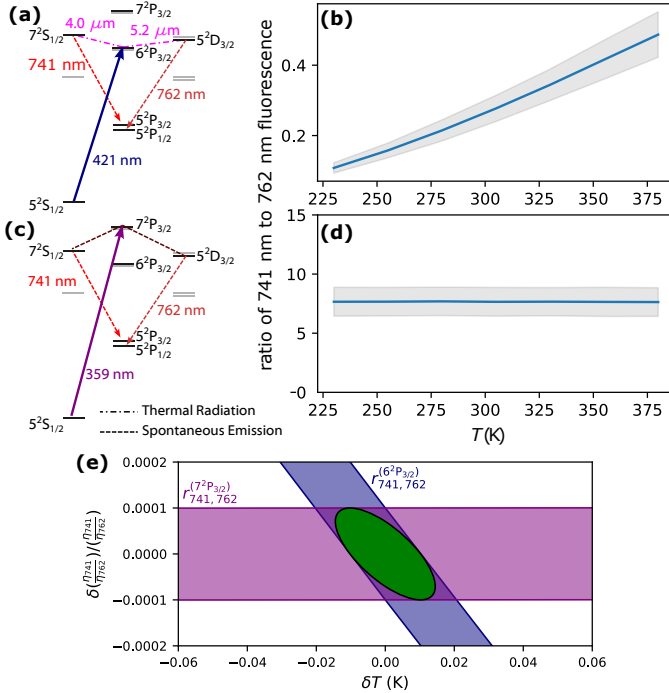 (a)
7²P₃/₂
4.0 μm
5.2 μm
7²S₁/₂
5²D₃/₂
6²P₃/₂
741 nm
762 nm
5²P₃/₂
5²P₁/₂
421 nm
5²S₁/₂
(b)
0.4
0.2
225 250 275 300 325 350 375
ratio of 741 nm to 762 nm fluorescence
(c)
7²P₃/₂
7²S₁/₂
5²D₃/₂
6²P₃/₂
741 nm
762 nm
5²P₃/₂
5²P₁/₂
359 nm
5²S₁/₂
Thermal Radiation
Spontaneous Emission
(d)
15
10
5
0
225 250 275 300 325 350 375
T(K)
(e)
0.0002
0.0001
0.0000
−0.0001
−0.0002
δ(η₇₄₁/η₇₆₂)/(η₇₄₁/η₇₆₂)
r₇₄₁, ₇₆₂^(7²P₃/₂)
r₇₄₁, ₇₆₂^(6²P₃/₂)
−0.06 −0.04 −0.02 0.00 0.02 0.04 0.06
δT (K)